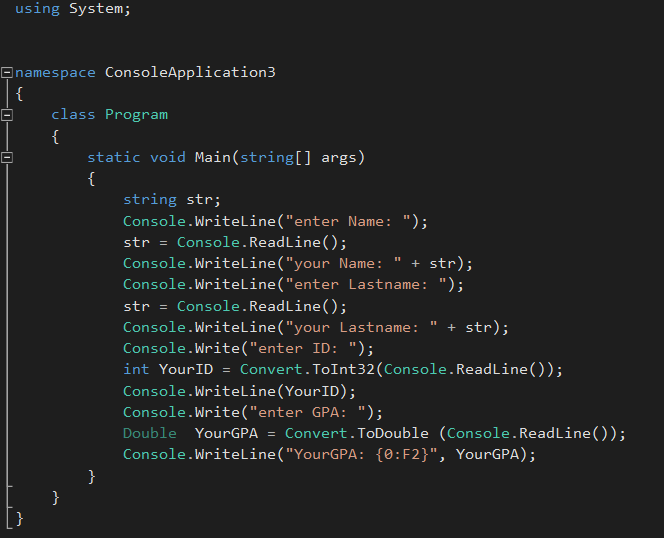 using System;
namespace ConsoleApplication3
{
class Program
{
static void Main(string[] args)
{
string str;
Console.WriteLine("enter Name: ");
str = Console.ReadLine();
Console.WriteLine("your Name: " + str);
Console.WriteLine("enter Lastname: ");
str = Console.ReadLine();
Console.WriteLine("your Lastname: " + str);
Console.Write("enter ID: ");
int YourID = Convert.ToInt32(Console.ReadLine());
Console.WriteLine(YourID);
Console.Write("enter GPA: ");
Double  YourGPA = Convert.ToDouble (Console.ReadLine());
Console.WriteLine("YourGPA: {0:F2}", YourGPA);
}
}
}